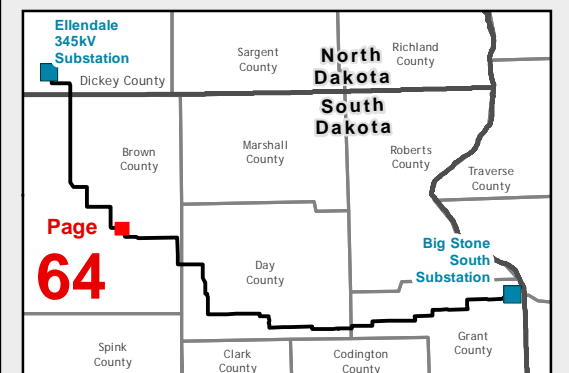 Ellendale
345kV
Substation
Dickey County
Sargent
County
North
Dakota
Richland
County
South
Dakota
Brown
County
Marshall
County
Roberts
County
Traverse
County
Page
64
Day
County
Big Stone
South
Substation
Spink
County
Clark
County
Codington
County
Grant
County